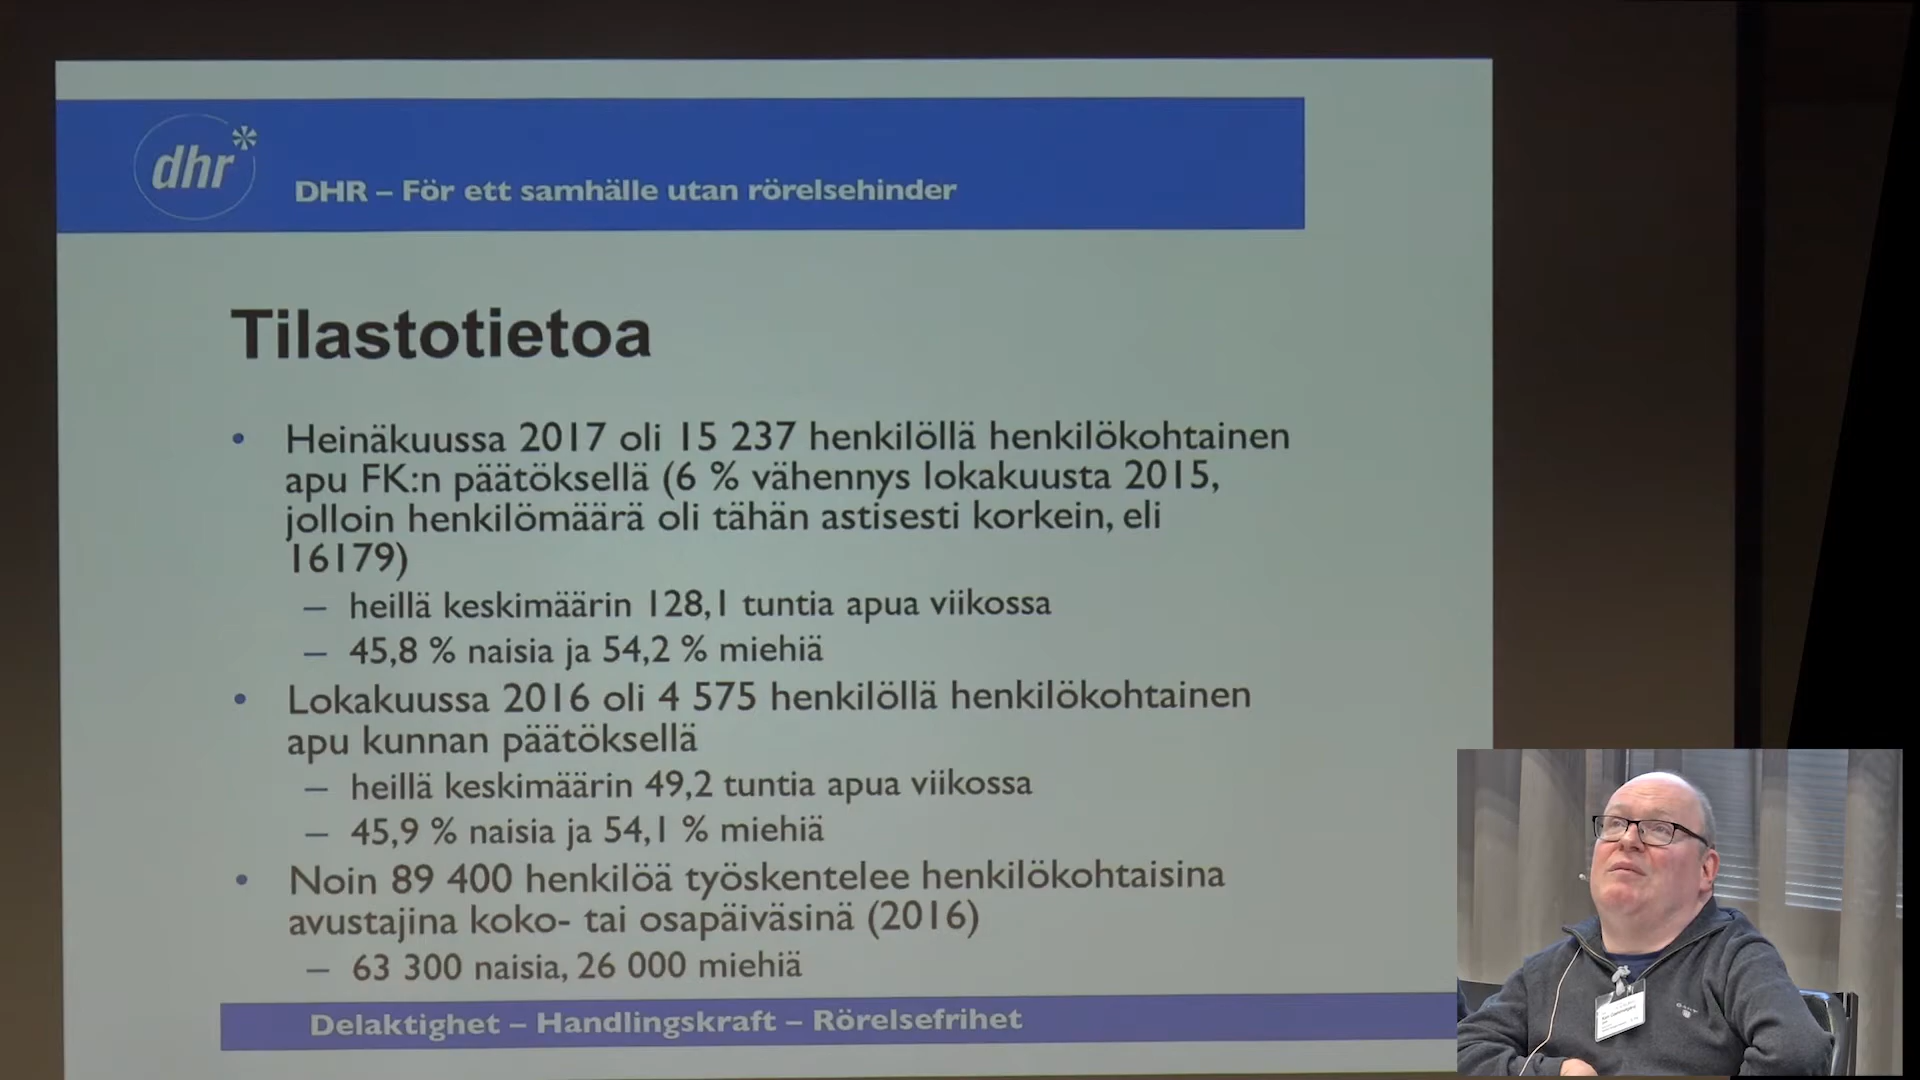 dhr*
DHR – För ett samhälle utan rörelsehinder
Tilastotietoa
• Heinäkuussa 2017 oli 15 237 henkilöllä henkilökohtainen
apu FK:n päätöksellä (6 % vähennys lokakuusta 2015,
jolloin henkilömäärä oli tähän astisesti korkein, eli
16179)
– heillä keskimäärin 128,1 tuntia apua viikossa
– 45,8 % naisia ja 54,2 % miehiä
• Lokakuussa 2016 oli 4 575 henkilöllä henkilökohtainen
apu kunnan päätöksellä
– heillä keskimäärin 49,2 tuntia apua viikossa
– 45,9 % naisia ja 54,1 % miehiä
• Noin 89 400 henkilöä työskentelee henkilökohtaisina
avustajina koko- tai osapäiväsinä (2016)
– 63 300 naisia, 26 000 miehiä
Delaktighet – Handlingskraft – Rörelsefrihet